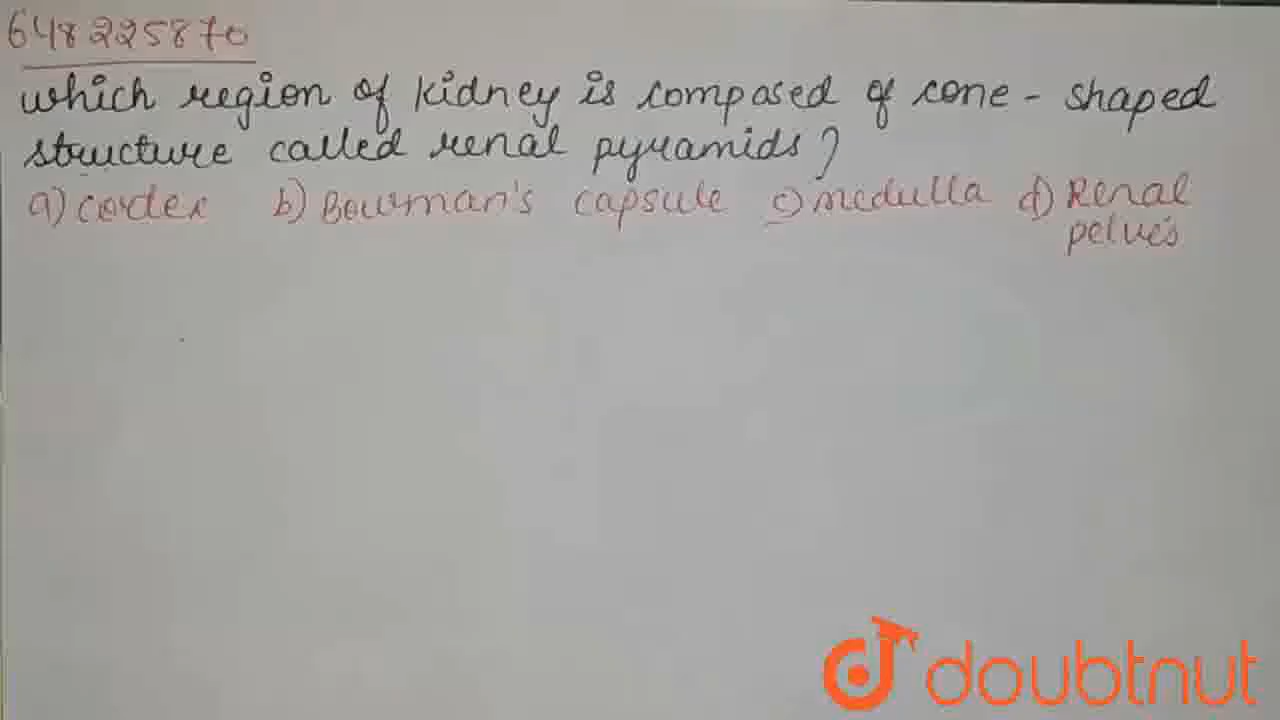 648225870
which region of kidney is composed of cone - shaped
structure called renal pyramids?
a) cortex b) Bowman's capsule c) medulla d) Renal
pelvis
doubtnut